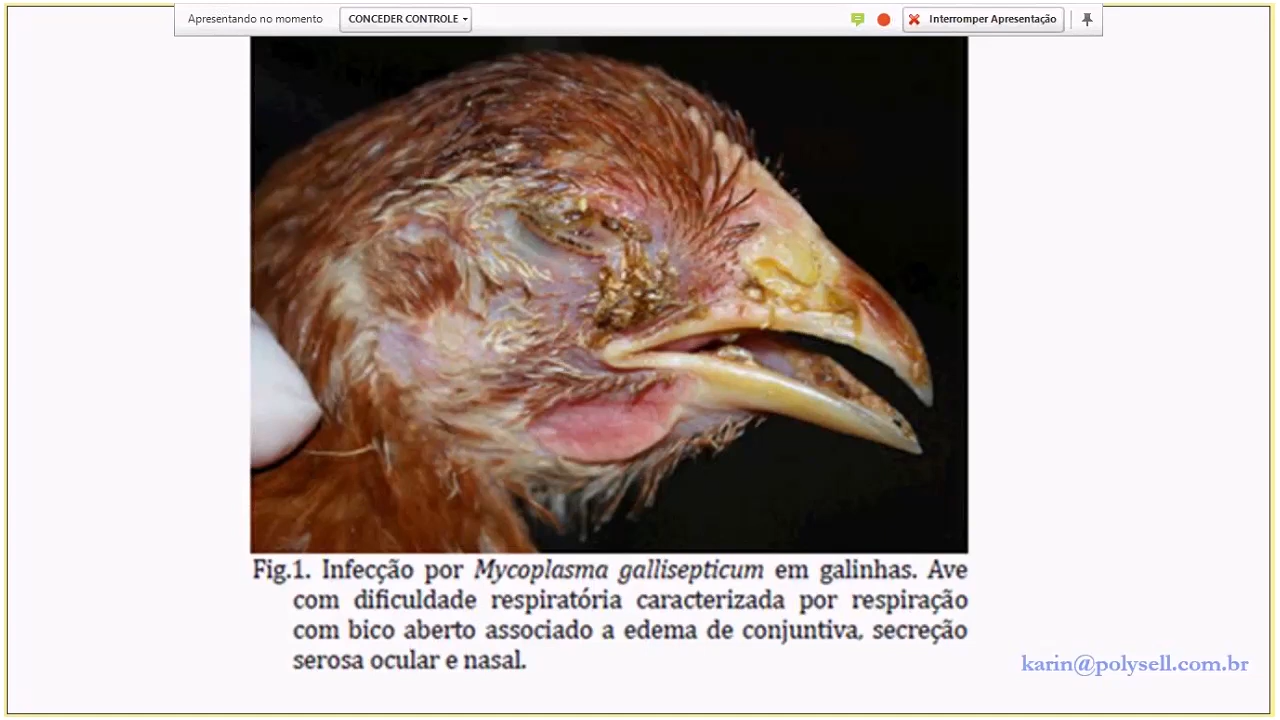 Apresentando no momento CONCEDER CONTROLE Interromper Apresentação
Fig.1. Infecção por Mycoplasma gallisepticum em galinhas. Ave
com dificuldade respiratória caracterizada por respiração
com bico aberto associado a edema de conjuntiva, secreção
serosa ocular e nasal.
karin@polysell.com.br